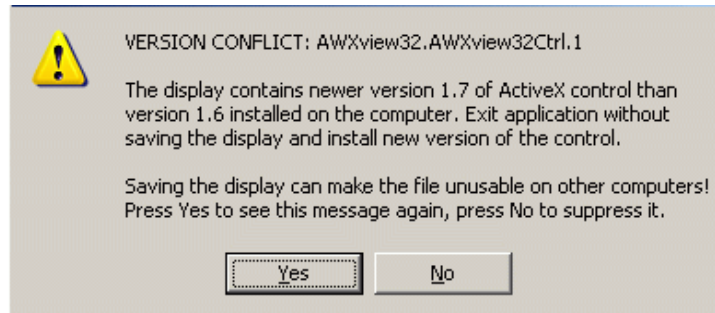 VERSION CONFLICT: AWXview32.AWXview32Ctrl.1
The display contains newer version 1.7 of ActiveX control than
version 1.6 installed on the computer. Exit application without
saving the display and install new version of the control.
Saving the display can make the file unusable on other computers!
Press Yes to see this message again, press No to suppress it.
Yes No